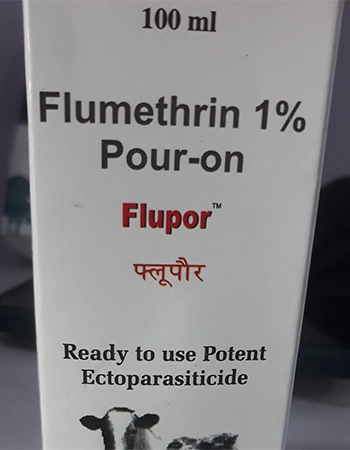 100 ml
Flumethrin 1%
Pour-on
Flupor™
फ्लूपौर
Ready to use Potent
Ectoparasiticide